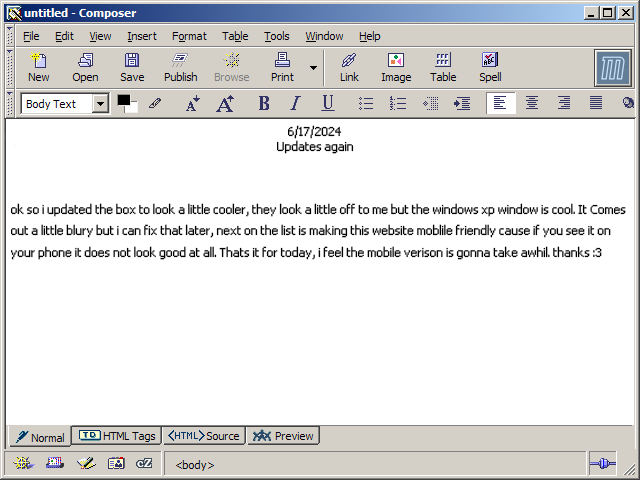 untitled - Composer
File Edit View Insert Format Table Tools Window Help
New Open Save Publish Browse Print Link Image Table Spell
Body Text A A B I U
6/17/2024
Updates again
ok so i updated the box to look a little cooler, they look a little off to me but the windows xp window is cool. It Comes
out a little blury but i can fix that later, next on the list is making this website moblile friendly cause if you see it on
your phone it does not look good at all. Thats it for today, i feel the mobile verison is gonna take awhil. thanks :3
Normal TD HTML Tags <HTML> Source Preview
cZ <body>